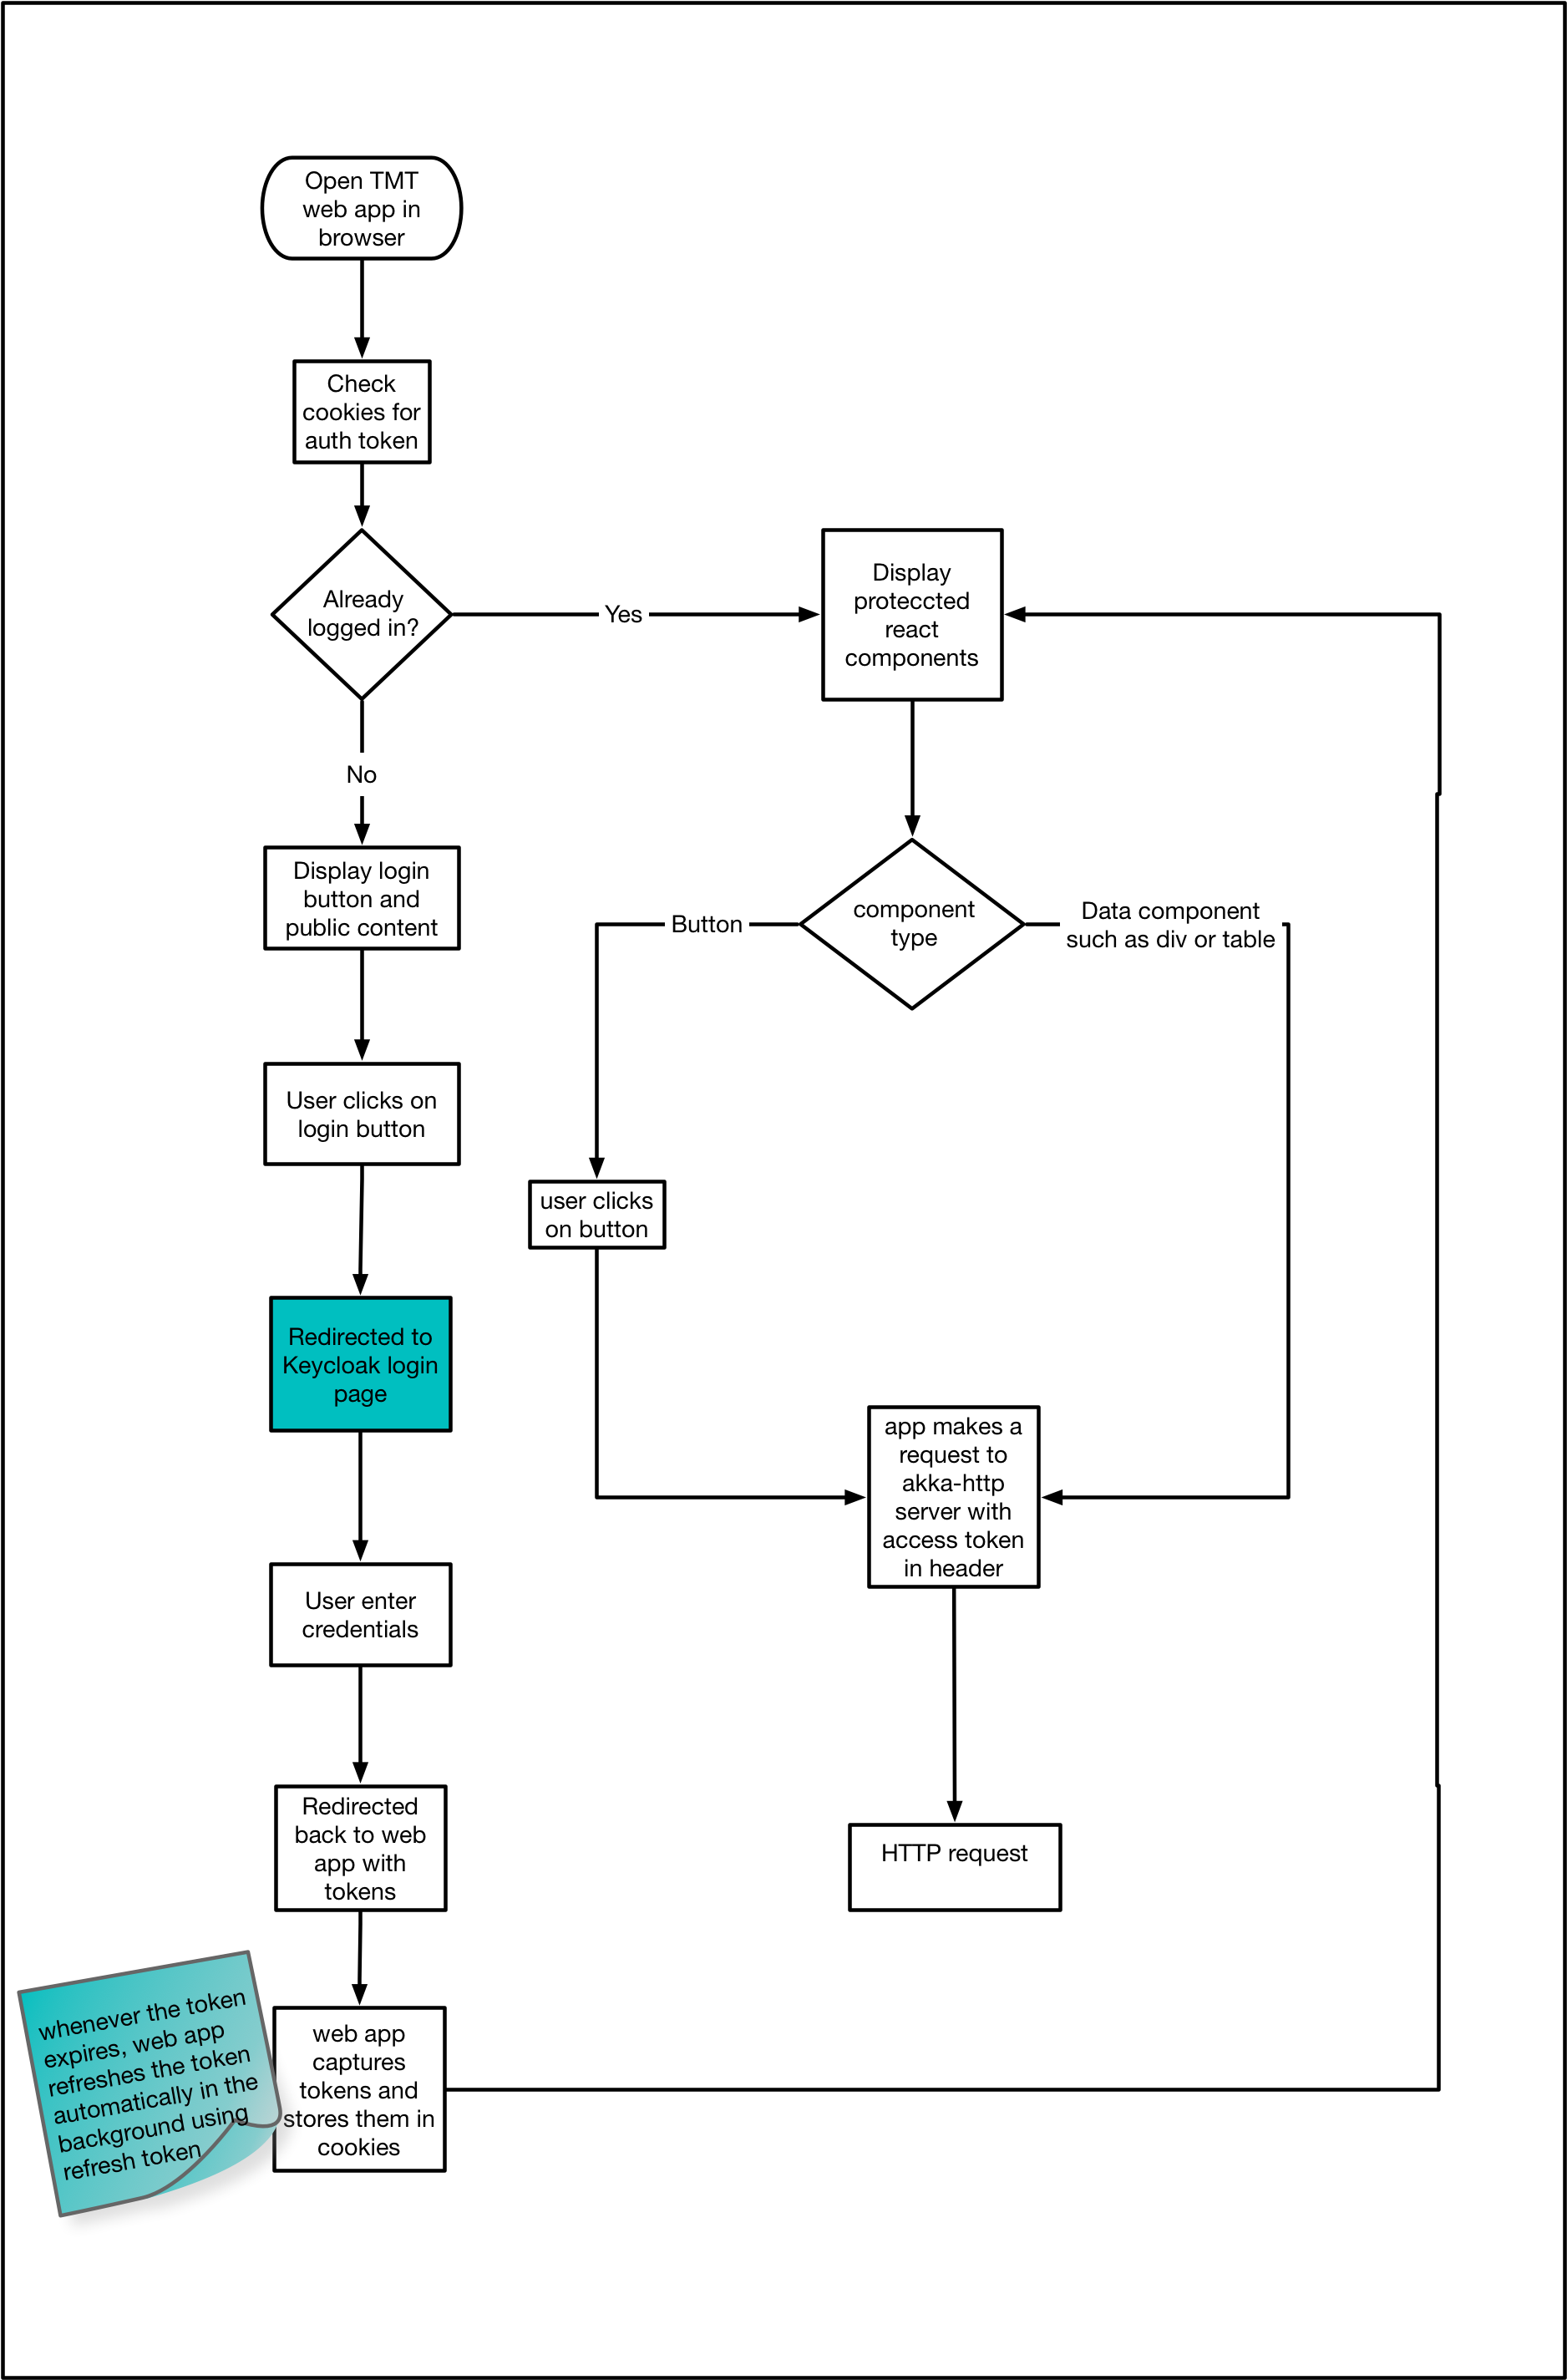 Open TMT
web app in
browser
Check
cookies for
auth token
Already
logged in?
Yes
Display
proteccted
react
components
No
Display login
button and
public content
component
type
Button
Data component
such as div or table
User clicks on
login button
user clicks
on button
Redirected to
Keycloak login
page
app makes a
request to
akka-http
server with
access token
in header
User enter
credentials
Redirected
back to web
app with
tokens
HTTP request
whenever the token
expires, web app
refreshes the token
automatically in the
background using
refresh token
web app
captures
tokens and
stores them in
cookies